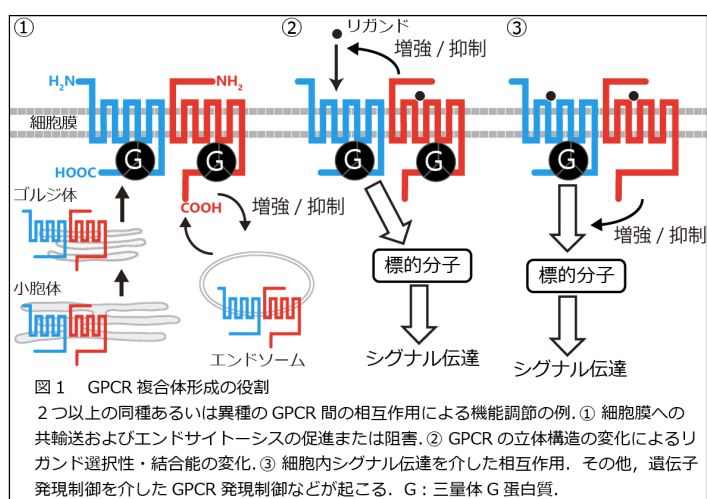 ①
②
③
リガンド
増強 / 抑制
H₂N
NH₂
細胞膜
G
G
G
G
G
HOOC
COOH
ゴルジ体
増強 / 抑制
増強 / 抑制
標的分子
標的分子
小胞体
エンドソーム
シグナル伝達
シグナル伝達
図1 GPCR 複合体形成の役割
2つ以上の同種あるいは異種の GPCR 間の相互作用による機能調節の例. ① 細胞膜への
共輸送およびエンドサイトーシスの促進または阻害. ② GPCR の立体構造の変化によるリ
ガンド選択性・結合能の変化. ③ 細胞内シグナル伝達を介した相互作用. その他, 遺伝子
発現制御を介した GPCR 発現制御などが起こる. G:三量体 G 蛋白質.